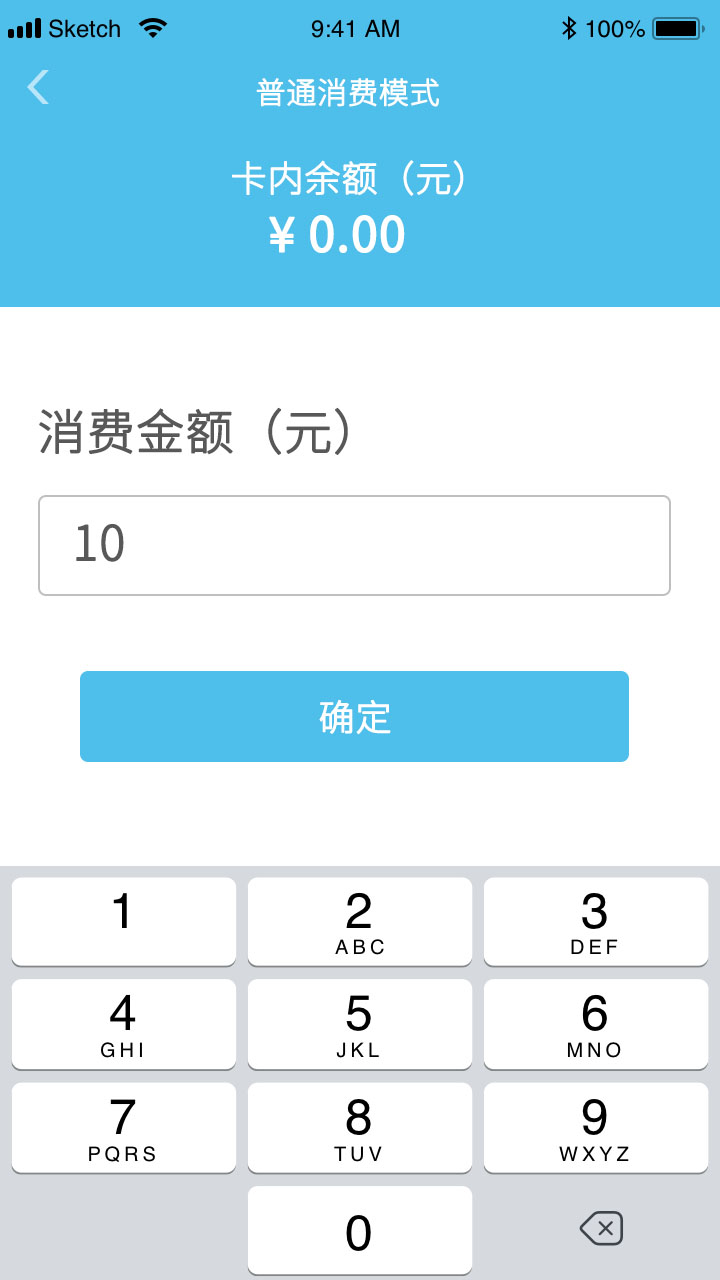 Sketch 9:41 AM 100%
普通消费模式
卡内余额（元）
¥ 0.00
消费金额（元）
10
确定
1 2 3
ABC DEF
4 5 6
GHI JKL MNO
7 8 9
PQRS TUV WXYZ
0